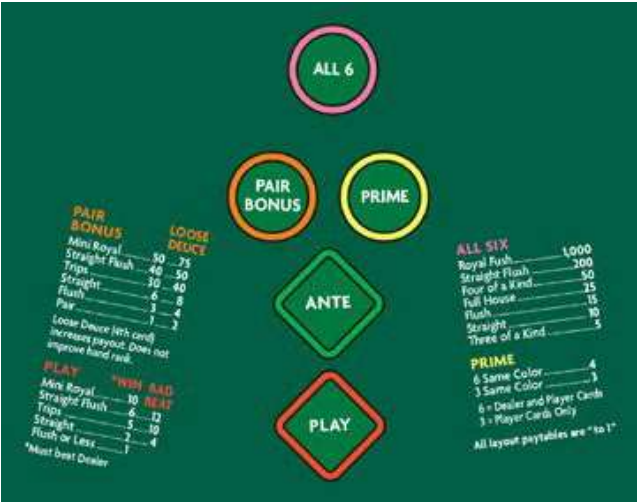 ALL 6
PAIR
BONUS
PRIME
ANTE
PLAY
PAIR
BONUS LOOSE
DEUCE
Mini Royal 50 75
Straight Flush 40 50
Trips 30 40
Straight 6 8
Flush 3 4
Pair 1 2
Loose Deuce (4th card)
increases payout. Does not
improve hand rank
PLAY *WIN BAD
BEAT
Mini Royal 10
Straight Flush 6 12
Trips 5 10
Straight 2 4
Flush or Less 1
*Must beat Dealer
ALL SIX
Royal Fush 1,000
Straight Flush 200
Four of a Kind 50
Full House 25
Flush 15
Straight 10
Three of a Kind 5
PRIME
6 Same Color 4
3 Same Color 3
6 = Dealer and Player Cards
3 = Player Cards Only
All layout paytables are "to 1"